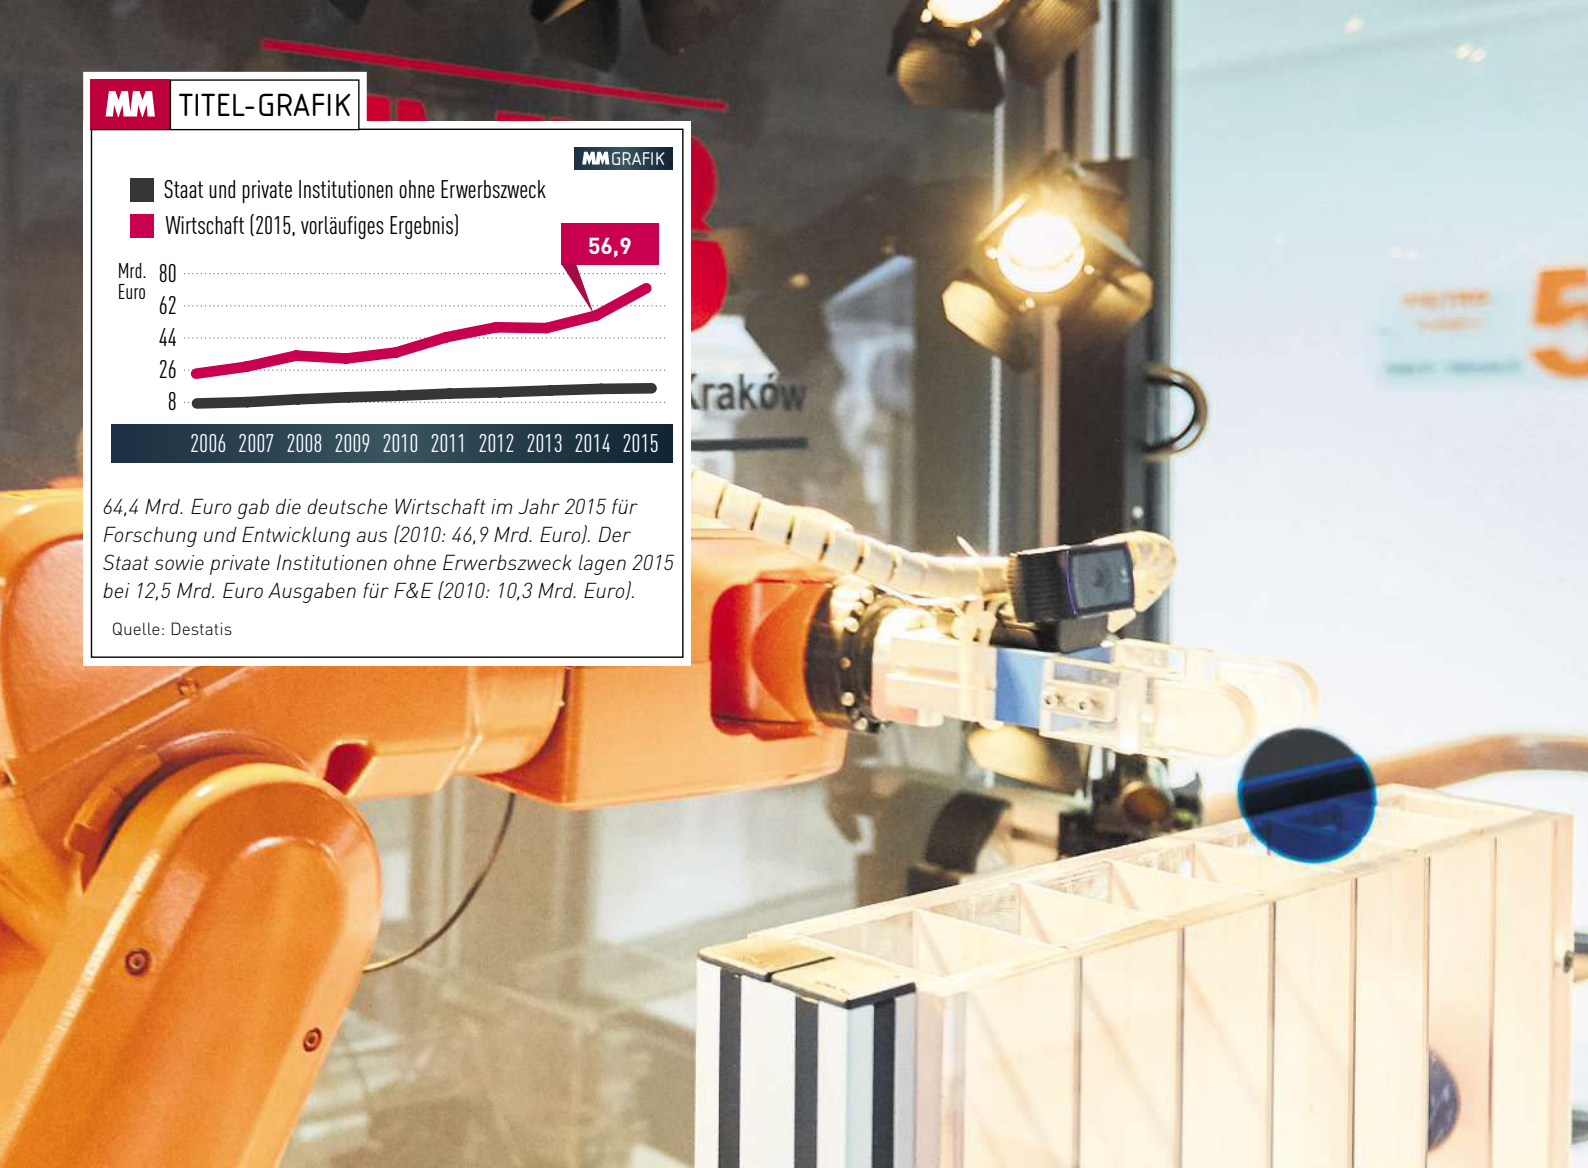 MM TITEL-GRAFIK
MMGRAFIK
Staat und private Institutionen ohne Erwerbszweck
Wirtschaft (2015, vorläufiges Ergebnis)
56,9
Mrd.
Euro
80
62
44
26
8
2006 2007 2008 2009 2010 2011 2012 2013 2014 2015
64,4 Mrd. Euro gab die deutsche Wirtschaft im Jahr 2015 für
Forschung und Entwicklung aus (2010: 46,9 Mrd. Euro). Der
Staat sowie private Institutionen ohne Erwerbszweck lagen 2015
bei 12,5 Mrd. Euro Ausgaben für F&E (2010: 10,3 Mrd. Euro).
Quelle: Destatis
Kraków
5